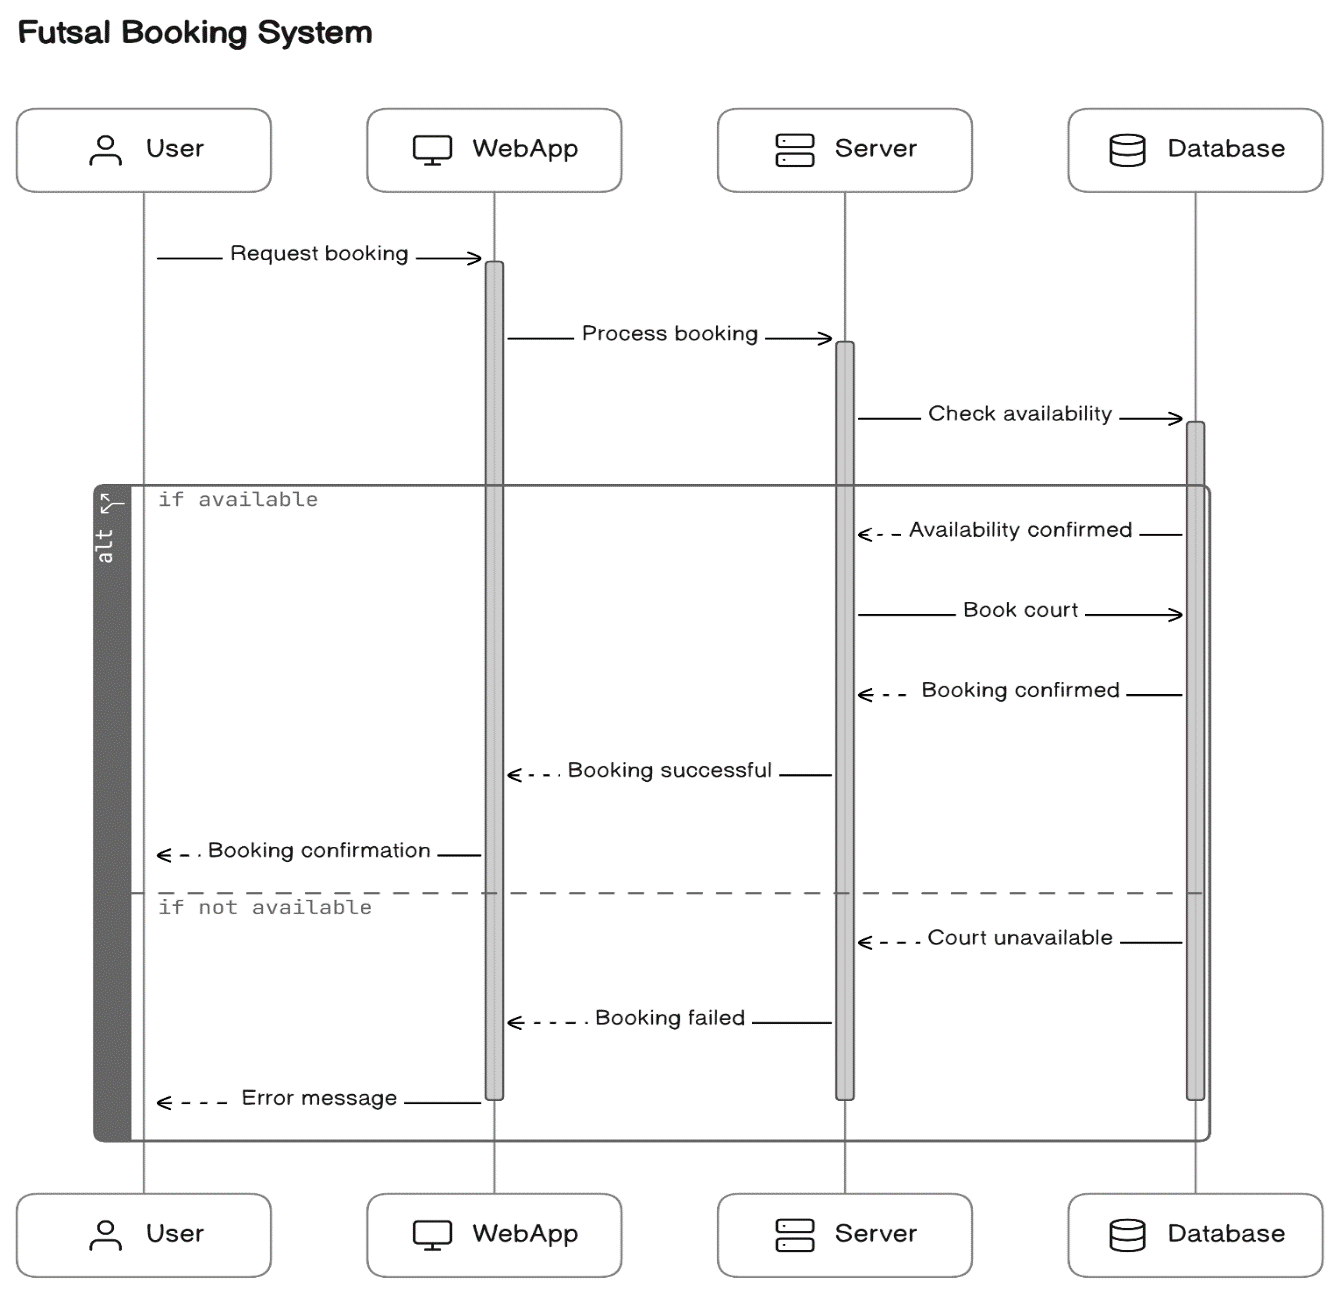 Futsal Booking System
User
WebApp
Server
Database
Request booking
Process booking
Check availability
alt
if available
Availability confirmed
Book court
Booking confirmed
Booking successful
Booking confirmation
if not available
Court unavailable
Booking failed
Error message
User
WebApp
Server
Database